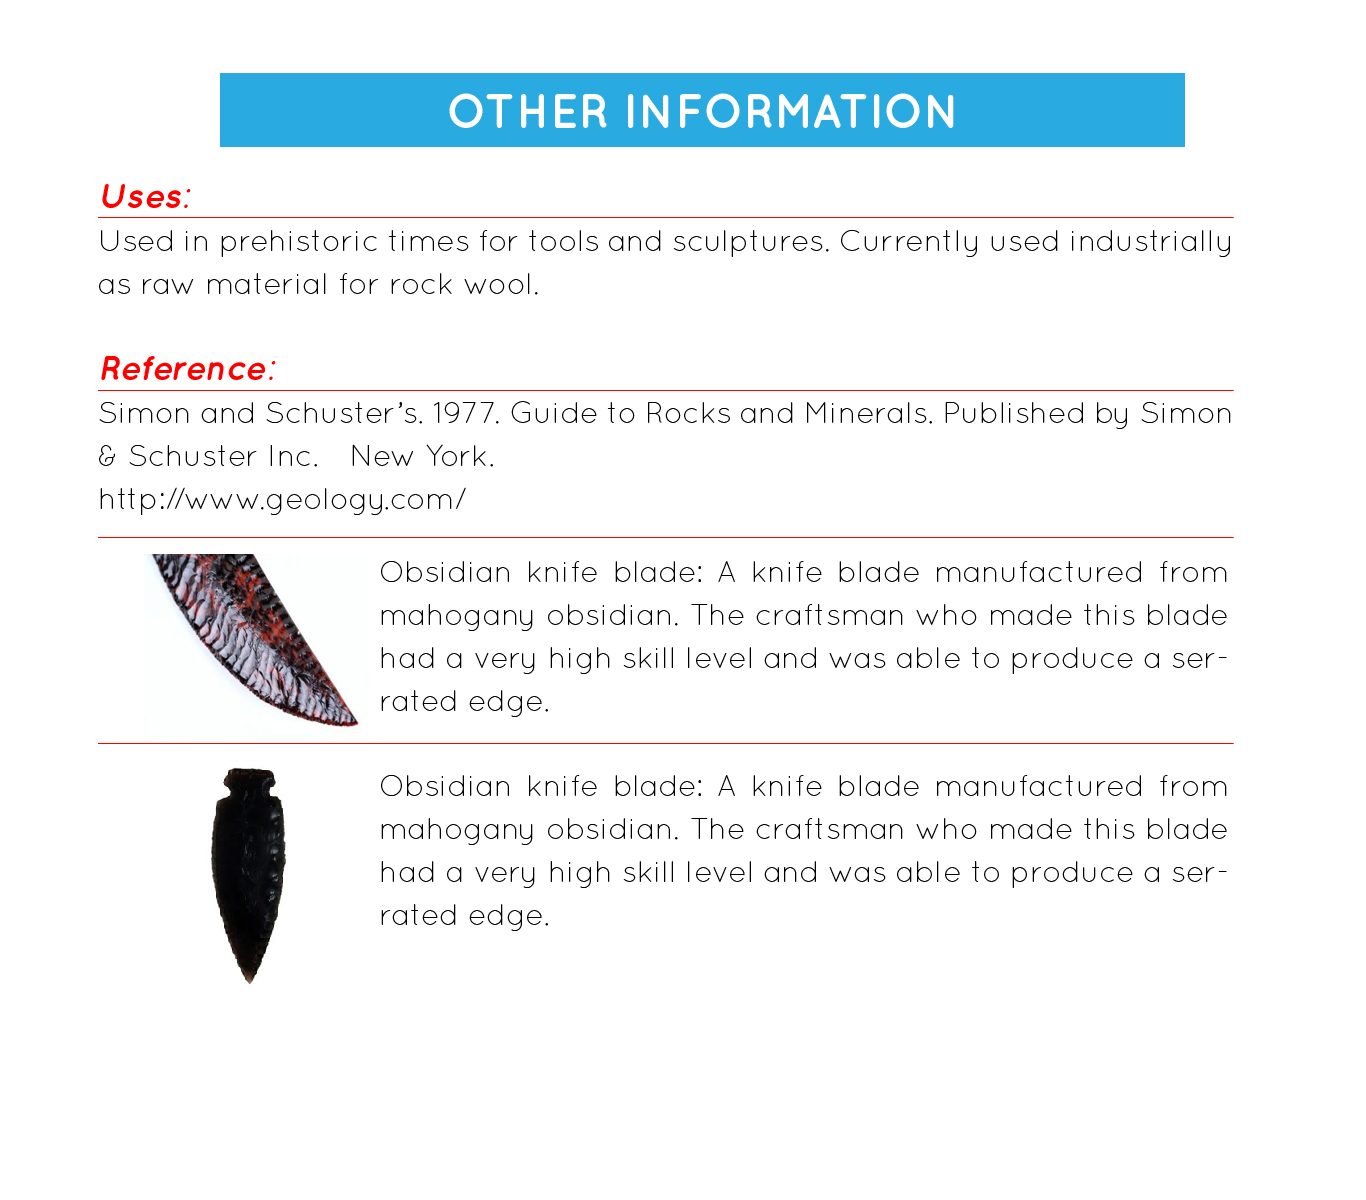 OTHER INFORMATION
Uses:
Used in prehistoric times for tools and sculptures. Currently used industrially
as raw material for rock wool.
Reference:
Simon and Schuster’s. 1977. Guide to Rocks and Minerals. Published by Simon
& Schuster Inc. New York.
http://www.geology.com/
Obsidian knife blade: A knife blade manufactured from
mahogany obsidian. The craftsman who made this blade
had a very high skill level and was able to produce a ser-
rated edge.
Obsidian knife blade: A knife blade manufactured from
mahogany obsidian. The craftsman who made this blade
had a very high skill level and was able to produce a ser-
rated edge.